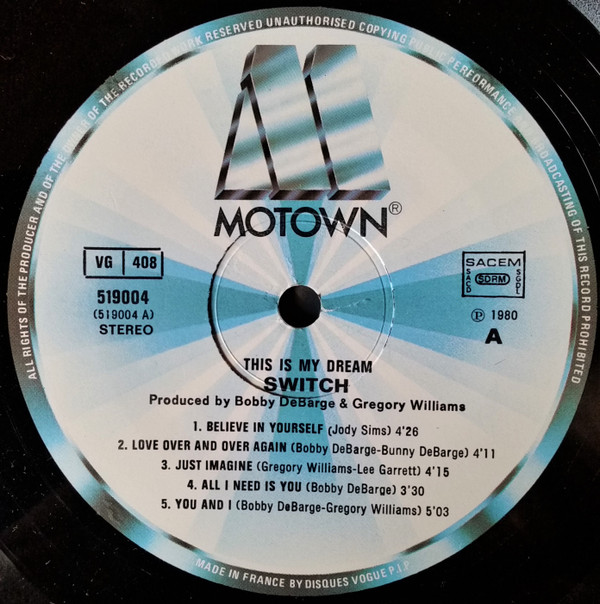 ALL RIGHTS OF THE PRODUCER AND OF THE OWNER OF THE RECORDED WORK RESERVED UNAUTHORISED COPYING PUBLIC PERFORMANCE AND BROADCASTING OF THIS RECORD PROHIBITED
MOTOWN®
VG 408
519004
(519004 A)
STEREO
SACEM
SACD SDRM SGDL
Ⓟ 1980
A
THIS IS MY DREAM
SWITCH
Produced by Bobby DeBarge & Gregory Williams
1. BELIEVE IN YOURSELF (Jody Sims) 4'26
2. LOVE OVER AND OVER AGAIN (Bobby DeBarge-Bunny DeBarge) 4'11
3. JUST IMAGINE (Gregory Williams-Lee Garrett) 4'15
4. ALL I NEED IS YOU (Bobby DeBarge) 3'30
5. YOU AND I (Bobby DeBarge-Gregory Williams) 5'03
MADE IN FRANCE BY DISQUES VOGUE P.I.P.